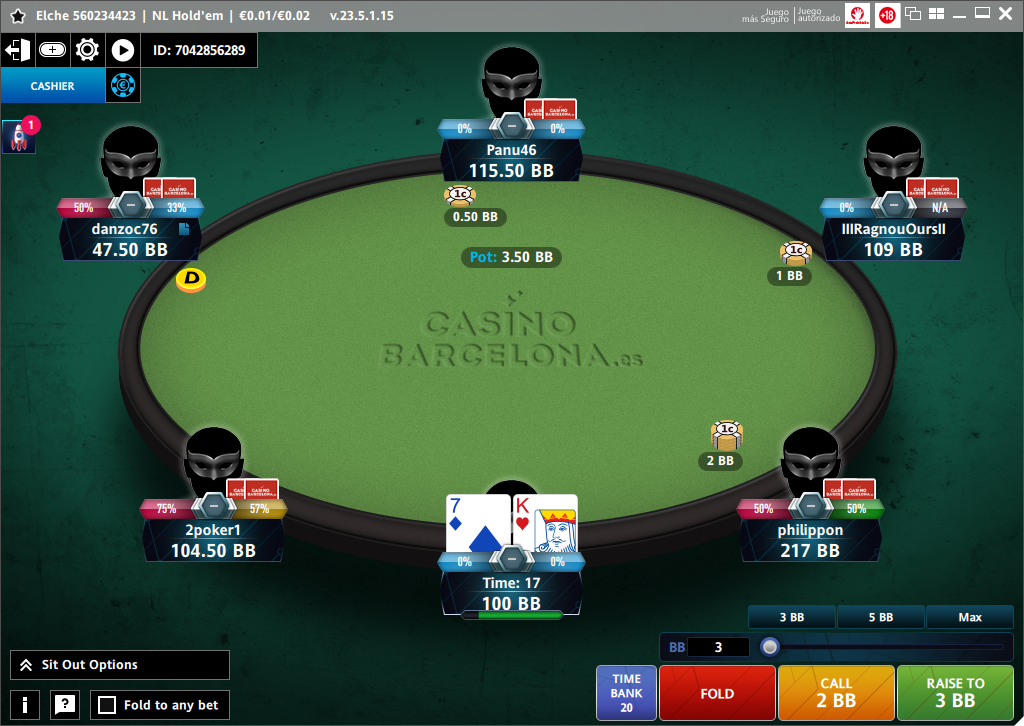 Elche 560234423 | NL Hold'em | €0.01/€0.02 v.23.5.1.15
Juego más Seguro
Juego autorizado
+18
ID: 7042856289
CASHIER
1
0% 0%
Panu46
115.50 BB
1c
0.50 BB
50% 33%
danzoc76
47.50 BB
D
0% N/A
109 BB
1c
1 BB
Pot: 3.50 BB
CASINO
BARCELONA.es
1c
2 BB
75% 57%
2poker1
104.50 BB
7 K
0% 0%
Time: 17
100 BB
50% 50%
philippon
217 BB
3 BB 5 BB Max
BB 3
Sit Out Options
Fold to any bet
TIME
BANK
20
FOLD
CALL
2 BB
RAISE TO
3 BB